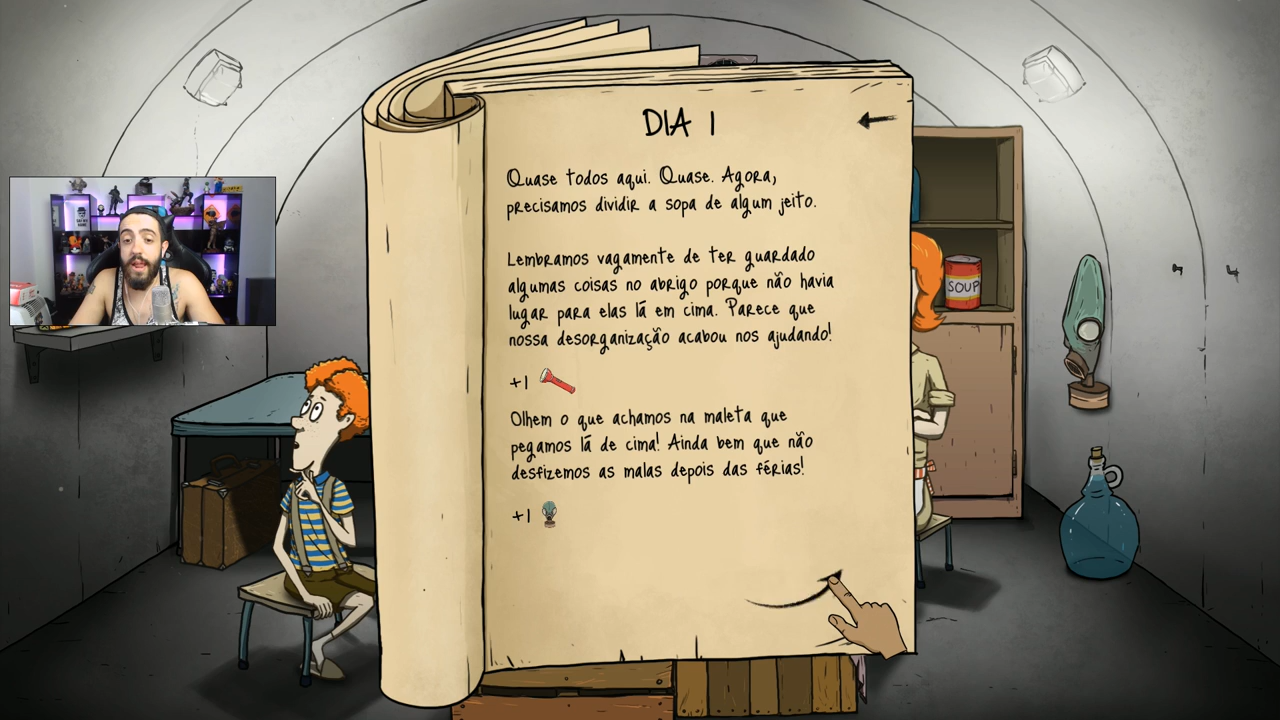 DIA 1
Quase todos aqui. Quase. Agora,
precisamos dividir a sopa de algum jeito.
Lembramos vagamente de ter guardado
algumas coisas no abrigo porque não havia
lugar para elas lá em cima. Parece que
nossa desorganização acabou nos ajudando!
+1
Olhem o que achamos na maleta que
pegamos lá de cima! Ainda bem que não
desfizemos as malas depois das férias!
+1
SOUP